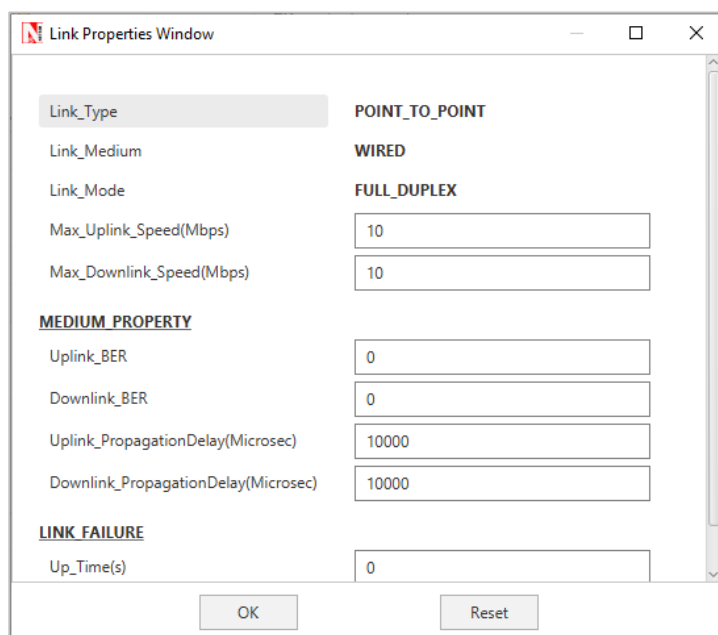 Link Properties Window
Link_Type POINT_TO_POINT
Link_Medium WIRED
Link_Mode FULL_DUPLEX
Max_Uplink_Speed(Mbps) 10
Max_Downlink_Speed(Mbps) 10
MEDIUM_PROPERTY
Uplink_BER 0
Downlink_BER 0
Uplink_PropagationDelay(Microsec) 10000
Downlink_PropagationDelay(Microsec) 10000
LINK_FAILURE
Up_Time(s) 0
OK Reset